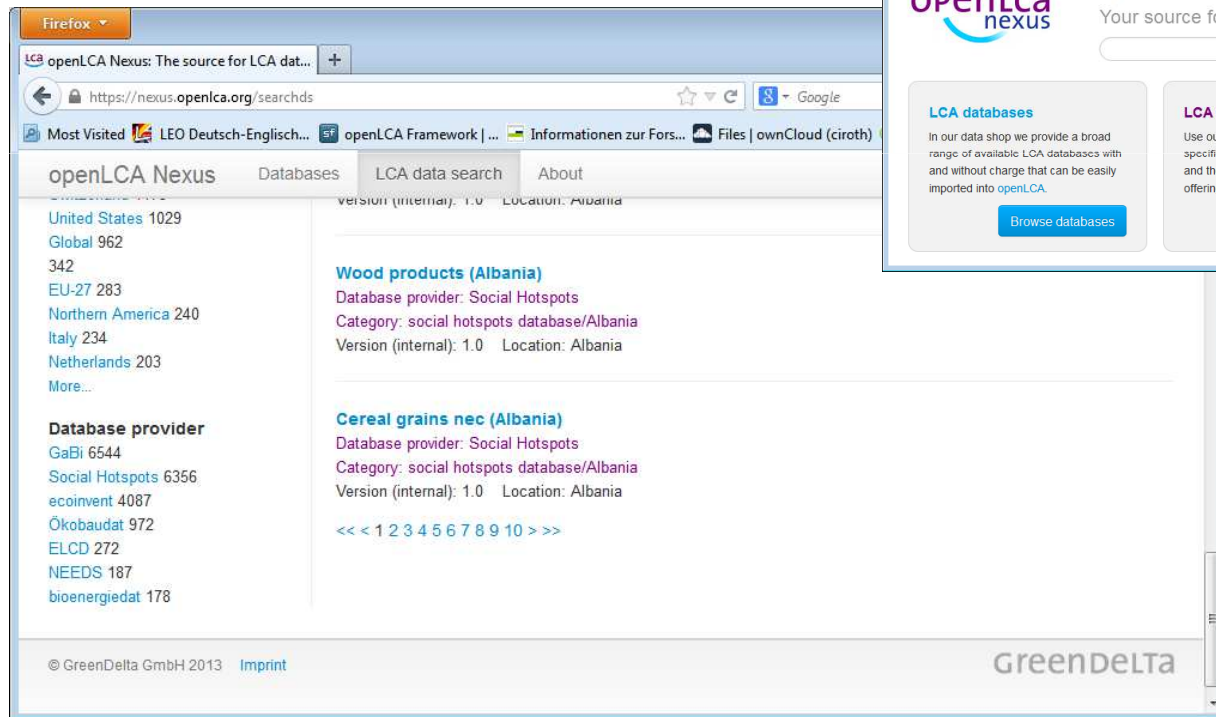 Firefox
openLCA Nexus: The source for LCA dat...
https://nexus.openlca.org/searchds
Google
Most Visited LEO Deutsch-Englisch... openLCA Framework | ... Informationen zur Fors... Files | ownCloud (ciroth)
openLCA Nexus Databases LCA data search About
United States 1029
Global 962
342
EU-27 283
Northern America 240
Italy 234
Netherlands 203
More...
Database provider
GaBi 6544
Social Hotspots 6356
ecoinvent 4087
Ökobaudat 972
ELCD 272
NEEDS 187
bioenergiedat 178
Version (internal): 1.0 Location: Albania
Wood products (Albania)
Database provider: Social Hotspots
Category: social hotspots database/Albania
Version (internal): 1.0 Location: Albania
Cereal grains nec (Albania)
Database provider: Social Hotspots
Category: social hotspots database/Albania
Version (internal): 1.0 Location: Albania
<< < 1 2 3 4 5 6 7 8 9 10 > >>
© GreenDelta GmbH 2013 Imprint
GreenDeLTa
openLca
nexus
Your source
LCA databases
In our data shop we provide a broad
range of available LCA databases with
and without charge that can be easily
imported into openLCA.
Browse databases
LCA
Use
and